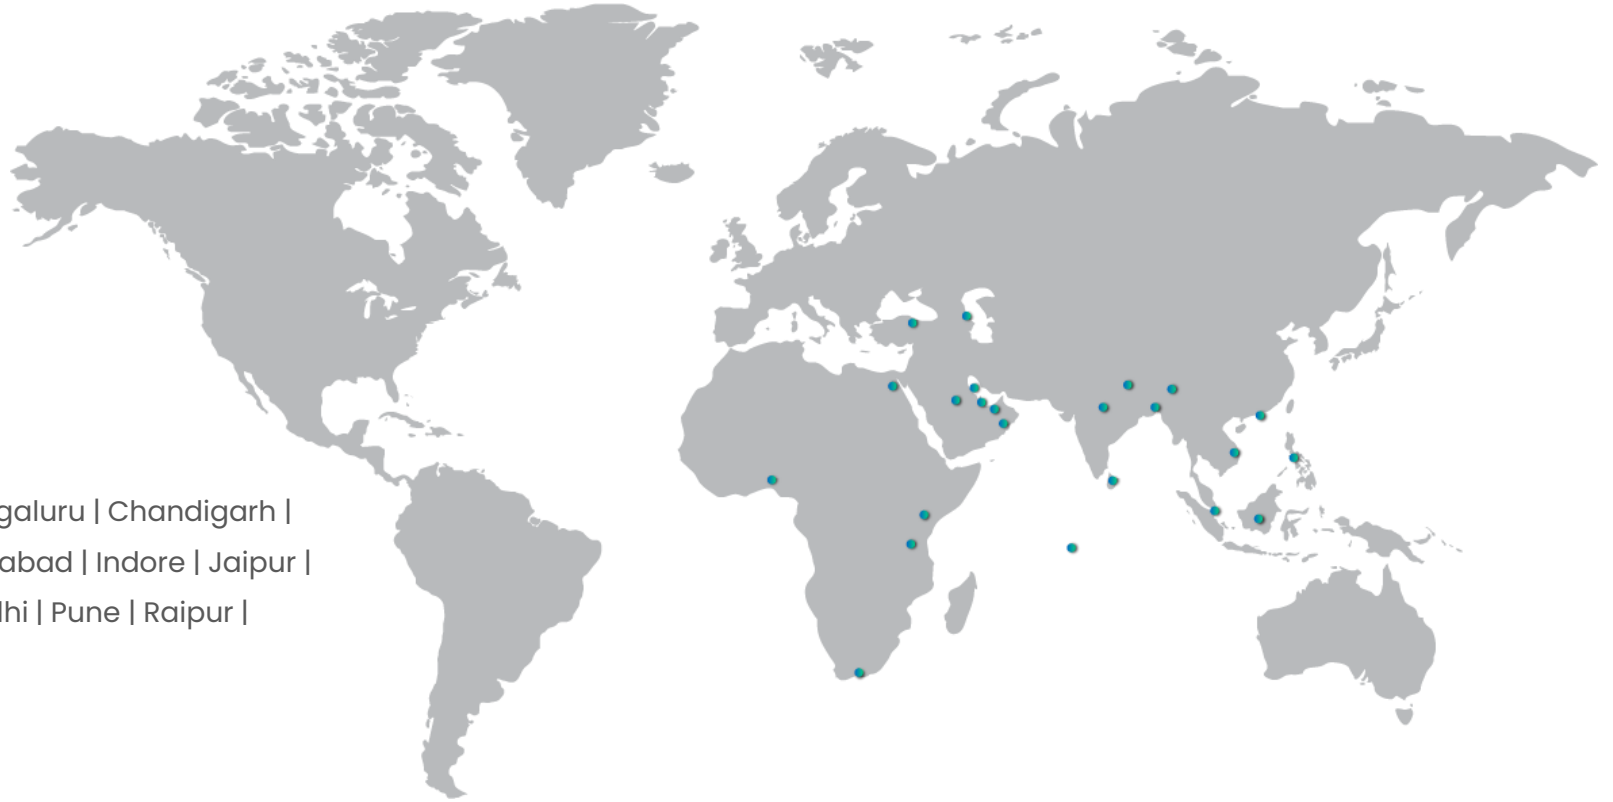 galuru | Chandigarh |
abad | Indore | Jaipur |
lhi | Pune | Raipur |